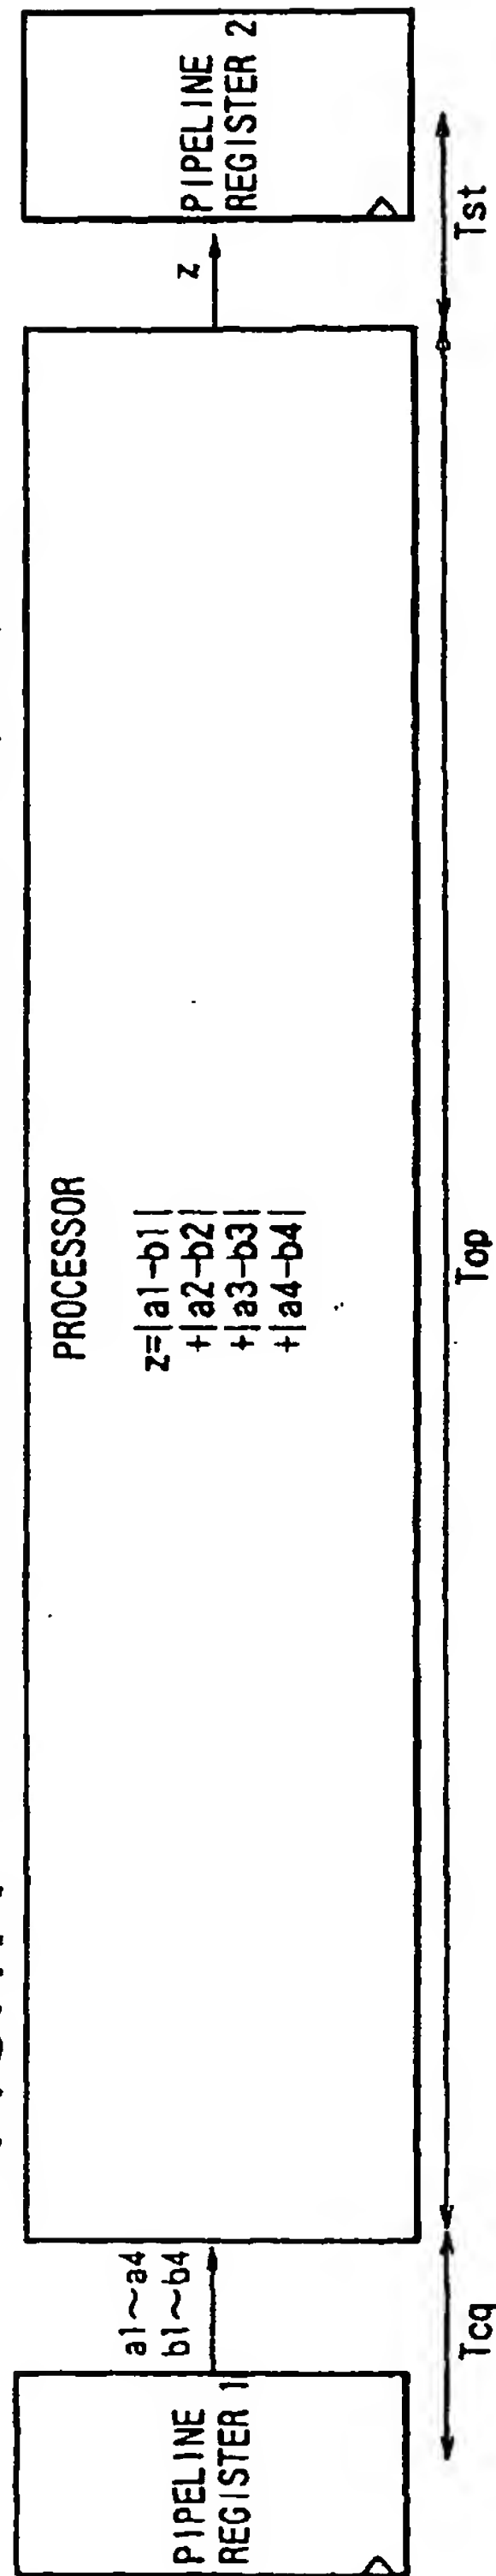 PIPELINE
REGISTER 1
a1~a4
b1~b4
PROCESSOR
z=|a1-b1|
+|a2-b2|
+|a3-b3|
+|a4-b4|
z
PIPELINE
REGISTER 2
Tcq
Top
Tst